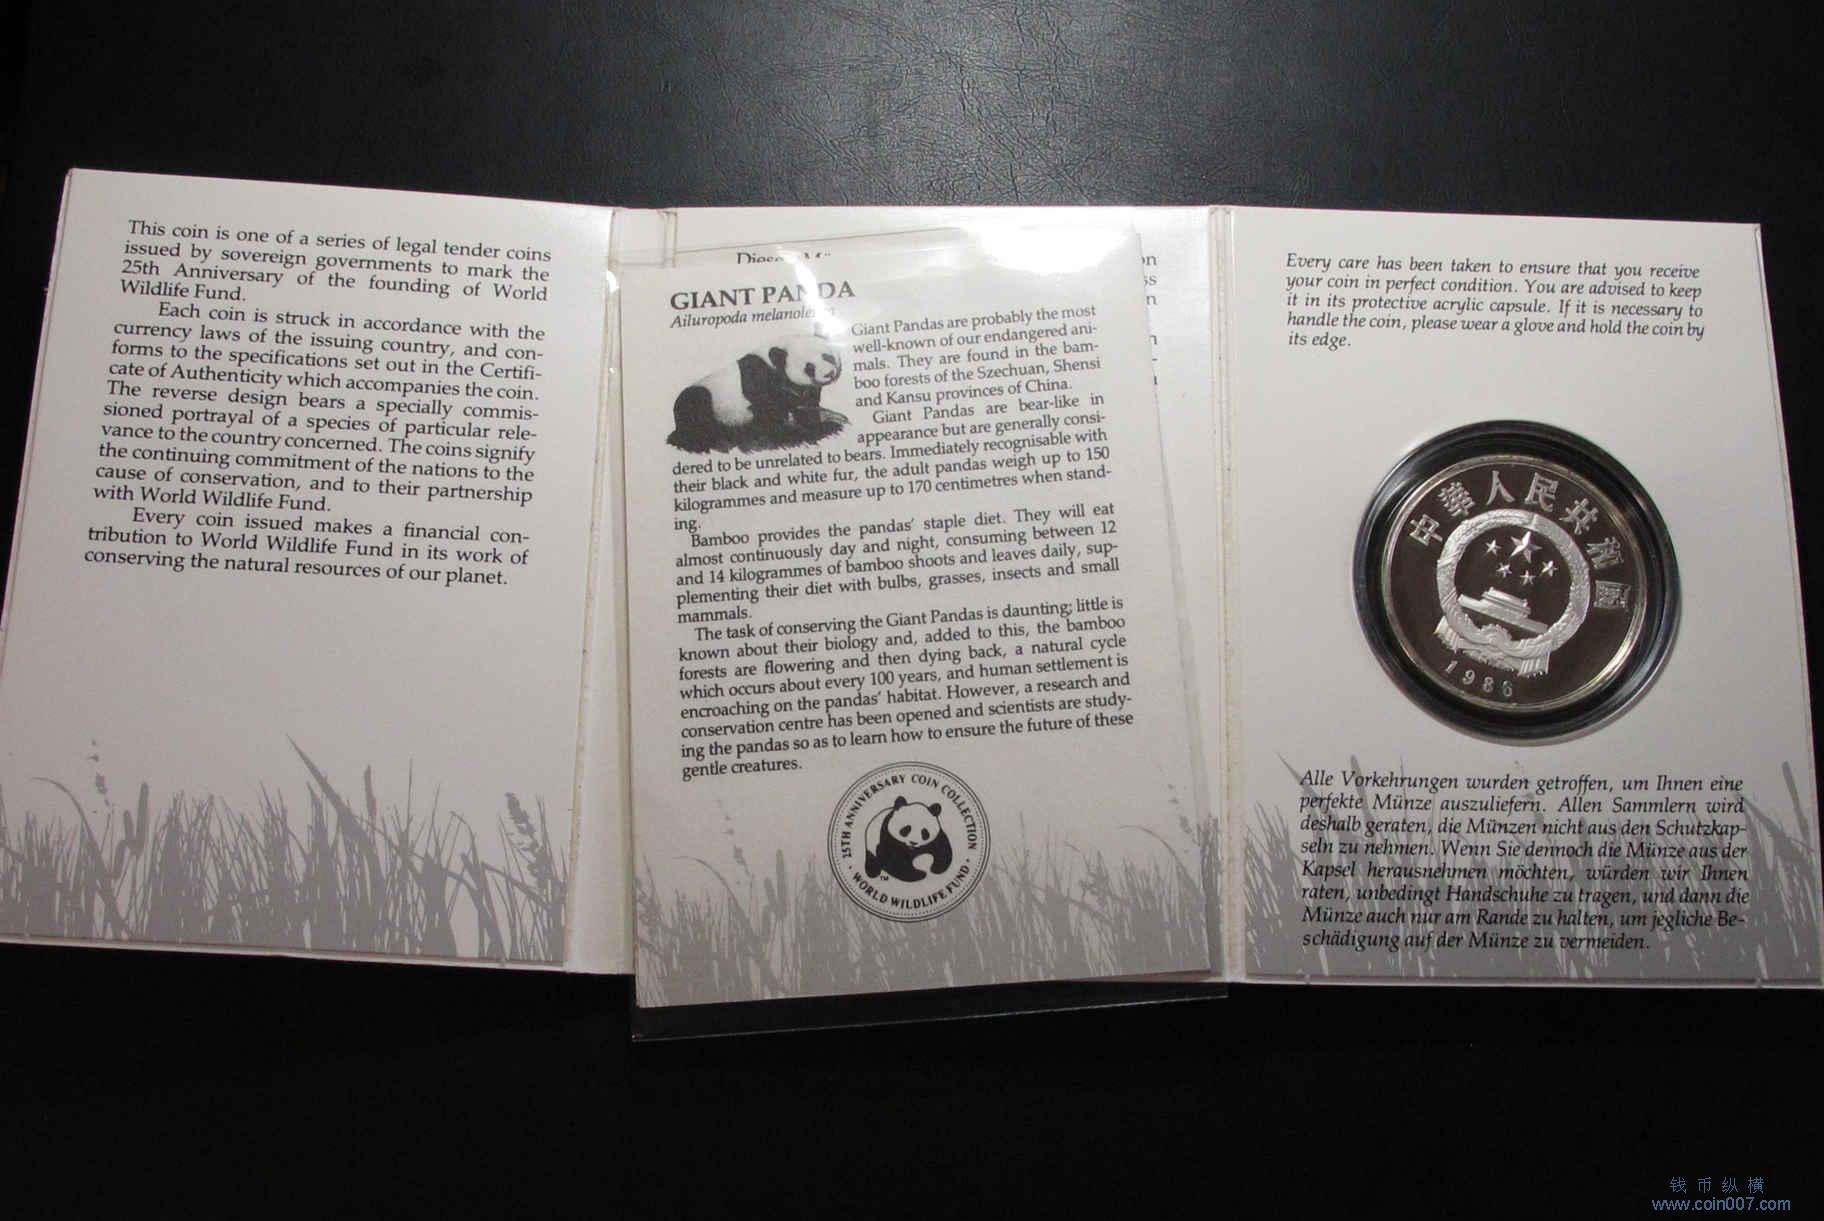 This coin is one of a series of legal tender coins
issued by sovereign governments to mark the
25th Anniversary of the founding of World
Wildlife Fund.
Each coin is struck in accordance with the
currency laws of the issuing country, and con-
forms to the specifications set out in the Certifi-
cate of Authenticity which accompanies the coin.
The reverse design bears a specially commis-
sioned portrayal of a species of particular rele-
vance to the country concerned. The coins signify
the continuing commitment of the nations to the
cause of conservation, and to their partnership
with World Wildlife Fund.
Every coin issued makes a financial con-
tribution to World Wildlife Fund in its work of
conserving the natural resources of our planet.
GIANT PANDA
Ailuropoda
Giant Pandas are probably the most
well-known of our endangered ani-
mals. They are found in the bam-
boo forests of the Szechuan, Shensi
and Kansu provinces of China.
Giant Pandas are bear-like in
appearance but are generally consi-
dered to be unrelated to bears. Immediately recognisable with
their black and white fur, the adult pandas weigh up to 150
kilogrammes and measure up to 170 centimetres when stand-
ing.
Bamboo provides the pandas' staple diet. They will eat
almost continuously day and night, consuming between 12
and 14 kilogrammes of bamboo shoots and leaves daily, sup-
plementing their diet with bulbs, grasses, insects and small
mammals.
The task of conserving the Giant Pandas is daunting; little is
known about their biology and, added to this, the bamboo
forests are flowering and then dying back, a natural cycle
which occurs about every 100 years, and human settlement is
encroaching on the pandas' habitat. However, a research and
conservation centre has been opened and scientists are study-
ing the pandas so as to learn how to ensure the future of these
gentle creatures.
25TH ANNIVERSARY COIN COLLECTION
WORLD WILDLIFE FUND
TM
Every care has been taken to ensure that you receive
your coin in perfect condition. You are advised to keep
it in its protective acrylic capsule. If it is necessary to
handle the coin, please wear a glove and hold the coin by
its edge.
中华人民共和国
1986
Alle Vorkehrungen wurden getroffen, um Ihnen eine
perfekte Münze auszuliefern. Allen Sammlern wird
deshalb geraten, die Münzen nicht aus den Schutzkap-
seln zu nehmen. Wenn Sie dennoch die Münze aus der
Kapsel herausnehmen möchten, würden wir Ihnen
raten, unbedingt Handschuhe zu tragen, und dann die
Münze auch nur am Rande zu halten, um jegliche Be-
schädigung auf der Münze zu vermeiden.
钱币纵横
www.coin007.com